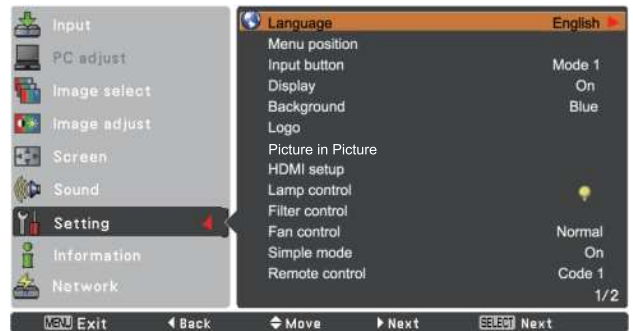 Input
PC adjust
Image select
Image adjust
Screen
Sound
Setting
Information
Network
Language English
Menu position
Input button Mode 1
Display On
Background Blue
Logo
Picture in Picture
HDMI setup
Lamp control
Filter control
Fan control Normal
Simple mode On
Remote control Code 1
1/2
MENU Exit Back Move Next SELECT Next